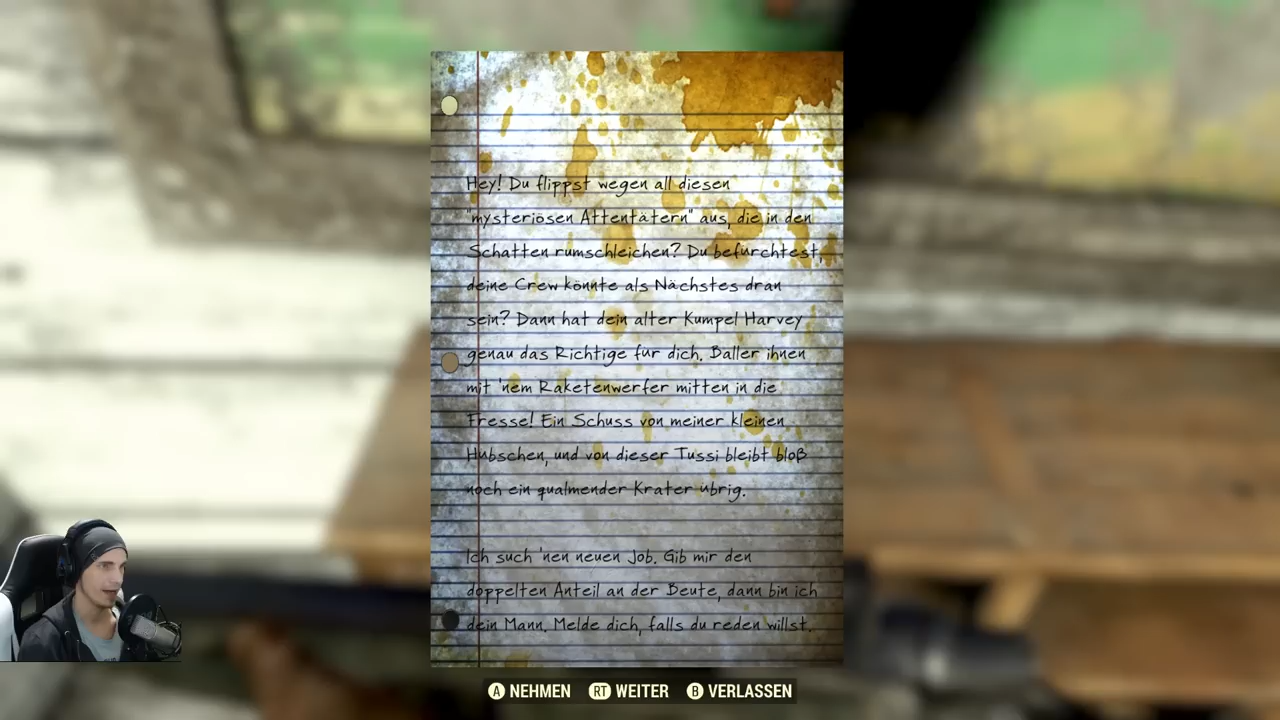 Hey! Du flippst wegen all diesen
"mysteriösen Attentätern" aus, die in den
Schatten rumschleichen? Du befürchtest,
deine Crew könnte als Nächstes dran
sein? Dann hat dein alter Kumpel Harvey
genau das Richtige für dich. Baller ihnen
mit 'nem Raketenwerfer mitten in die
Fresse! Ein Schuss von meiner kleinen
Hübschen, und von dieser Tussi bleibt bloß
noch ein qualmender Krater übrig.
Ich such 'nen neuen Job. Gib mir den
doppelten Anteil an der Beute, dann bin ich
dein Mann. Melde dich, falls du reden willst.
A NEHMEN RT WEITER B VERLASSEN